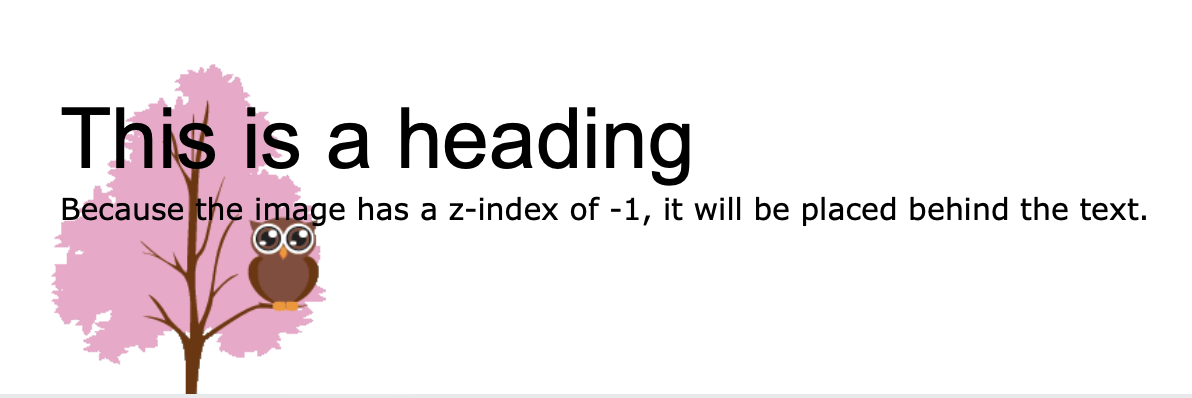 This is a heading
Because the image has a z-index of -1, it will be placed behind the text.